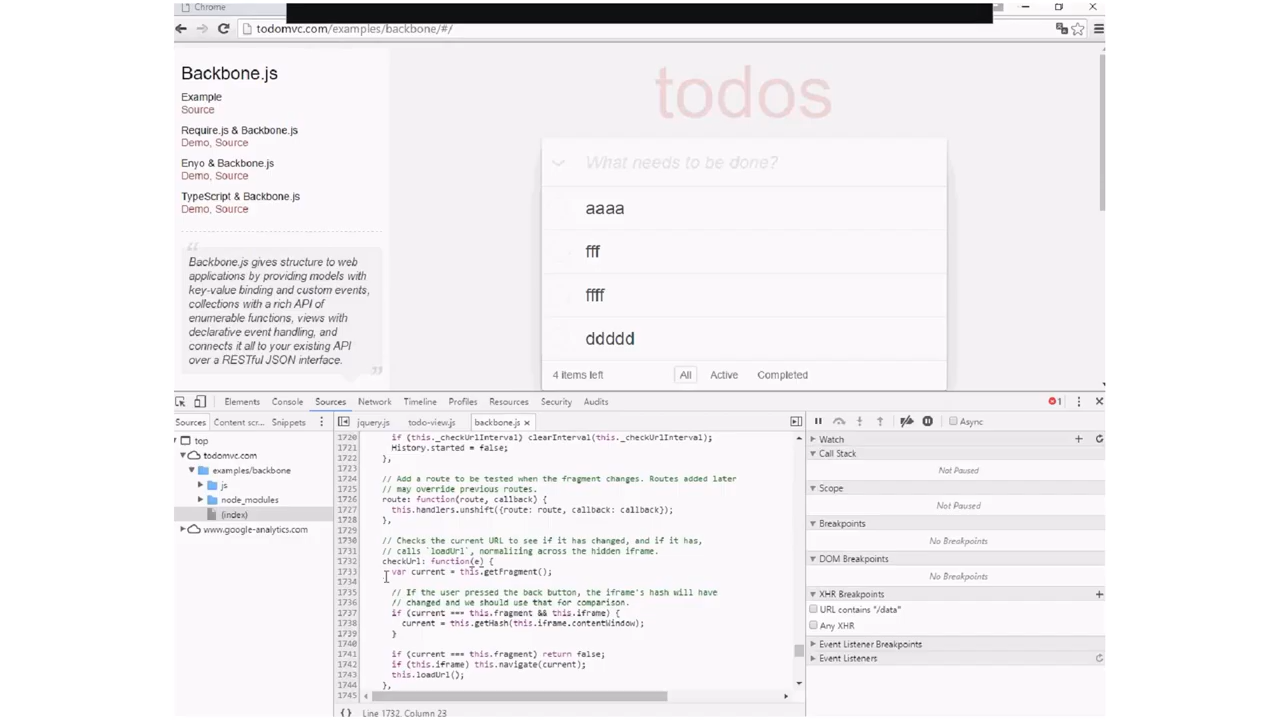 Chrome
todomvc.com/examples/backbone/#/
Backbone.js
Example
Source
Require.js & Backbone.js
Demo, Source
Enyo & Backbone.js
Demo, Source
TypeScript & Backbone.js
Demo, Source
“
Backbone.js gives structure to web
applications by providing models with
key-value binding and custom events,
collections with a rich API of
enumerable functions, views with
declarative event handling, and
connects it all to your existing API
over a RESTful JSON interface.
”
todos
What needs to be done?
aaaa
fff
ffff
ddddd
4 items left All Active Completed
Elements Console Sources Network Timeline Profiles Resources Security Audits 1
Sources Content scr... Snippets
top
todomvc.com
examples/backbone
js
node_modules
(index)
www.google-analytics.com
jquery.js todo-view.js backbone.js ×
1720 if (this._checkUrlInterval) clearInterval(this._checkUrlInterval);
1721 History.started = false;
1722 },
1723
1724 // Add a route to be tested when the fragment changes. Routes added later
1725 // may override previous routes.
1726 route: function(route, callback) {
1727 this.handlers.unshift({route: route, callback: callback});
1728 },
1729
1730 // Checks the current URL to see if it has changed, and if it has,
1731 // calls `loadUrl`, normalizing across the hidden iframe.
1732 checkUrl: function(e) {
1733 var current = this.getFragment();
1734
1735 // If the user pressed the back button, the iframe's hash will have
1736 // changed and we should use that for comparison.
1737 if (current === this.fragment && this.iframe) {
1738 current = this.getHash(this.iframe.contentWindow);
1739 }
1740
1741 if (current === this.fragment) return false;
1742 if (this.iframe) this.navigate(current);
1743 this.loadUrl();
1744 },
1745
{ } Line 1732, Column 23
Async
Watch
Call Stack
Not Paused
Scope
Not Paused
Breakpoints
No Breakpoints
DOM Breakpoints
No Breakpoints
XHR Breakpoints
URL contains "/data"
Any XHR
Event Listener Breakpoints
Event Listeners